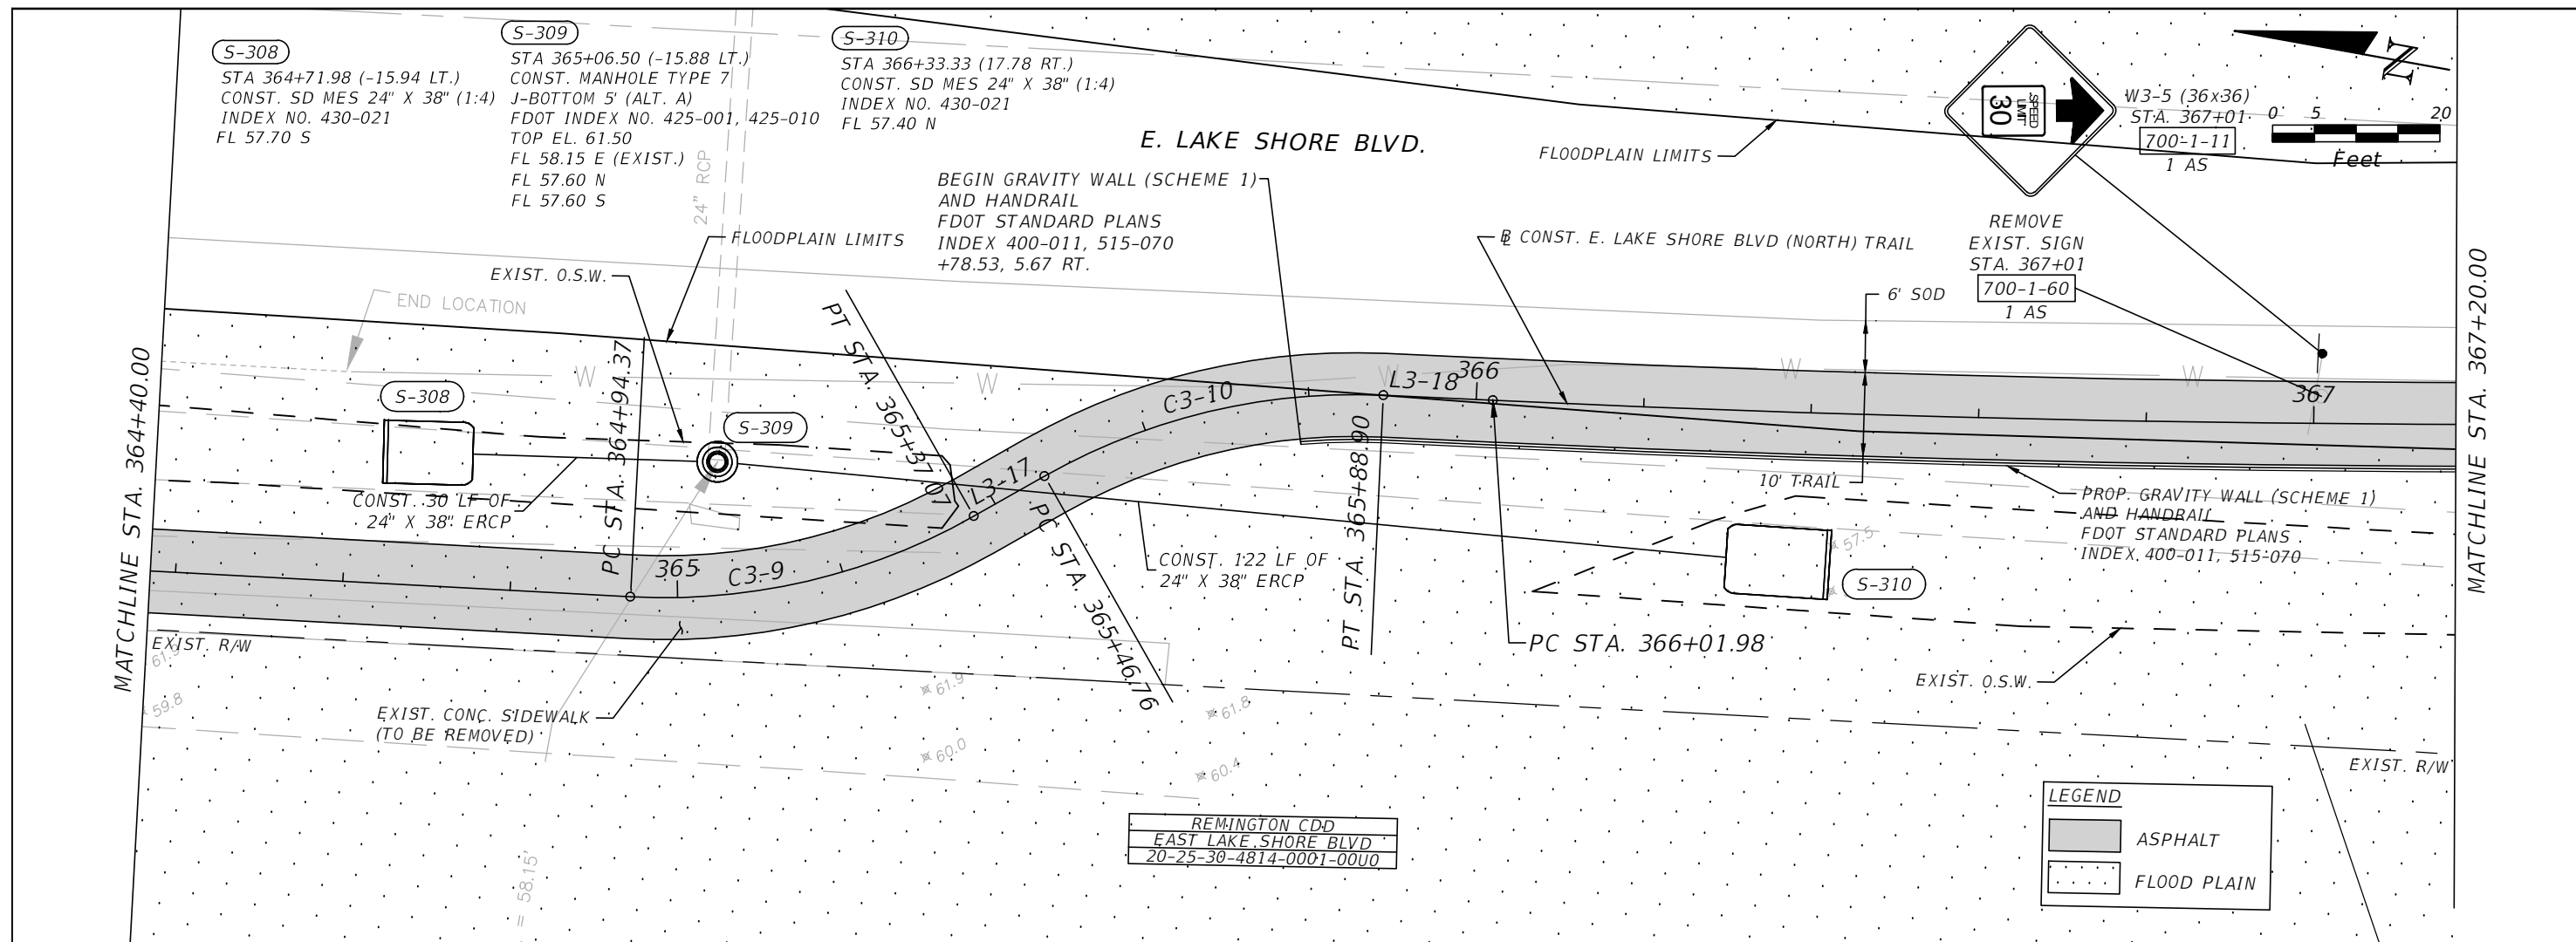 S-308
STA 364+71.98 (-15.94 LT.)
CONST. SD MES 24" X 38" (1:4)
INDEX NO. 430-021
FL 57.70 S
S-309
STA 365+06.50 (-15.88 LT.)
CONST. MANHOLE TYPE 7
J-BOTTOM 5' (ALT. A)
FDOT INDEX NO. 425-001, 425-010
TOP EL. 61.50
FL 58.15 E (EXIST.)
FL 57.60 N
FL 57.60 S
S-310
STA 366+33.33 (17.78 RT.)
CONST. SD MES 24" X 38" (1:4)
INDEX NO. 430-021
FL 57.40 N
24" RCP
E. LAKE SHORE BLVD.
FLOODPLAIN LIMITS
SPEED
LIMIT
30
W3-5 (36x36)
STA. 367+01
700-1-11
1 AS
N
0 5 20
Feet
BEGIN GRAVITY WALL (SCHEME 1)
AND HANDRAIL
FDOT STANDARD PLANS
INDEX 400-011, 515-070
+78.53, 5.67 RT.
FLOODPLAIN LIMITS
EXIST. O.S.W.
END LOCATION
B CONST. E. LAKE SHORE BLVD (NORTH) TRAIL
REMOVE
EXIST. SIGN
STA. 367+01
700-1-60
1 AS
6' SOD
MATCHLINE STA. 364+40.00
MATCHLINE STA. 367+20.00
PC STA. 364+94.37
PT STA. 365+37.07
PC STA. 365+46.76
PT STA. 365+88.90
PC STA. 366+01.98
W
W
W
W
W
S-308
S-309
C3-10
L3-18
366
367
L3-17
365
C3-9
CONST. 30 LF OF
24" X 38" ERCP
CONST. 122 LF OF
24" X 38" ERCP
10' TRAIL
PROP. GRAVITY WALL (SCHEME 1)
AND HANDRAIL
FDOT STANDARD PLANS
INDEX 400-011, 515-070
57.5
S-310
EXIST. R/W
61.9
59.8
61.9
60.0
61.8
60.4
EXIST. O.S.W.
EXIST. CONC. SIDEWALK
(TO BE REMOVED)
EXIST. R/W
REMINGTON CDD
EAST LAKE SHORE BLVD
20-25-30-4814-0001-00U0
= 58.15'
LEGEND
ASPHALT
FLOOD PLAIN